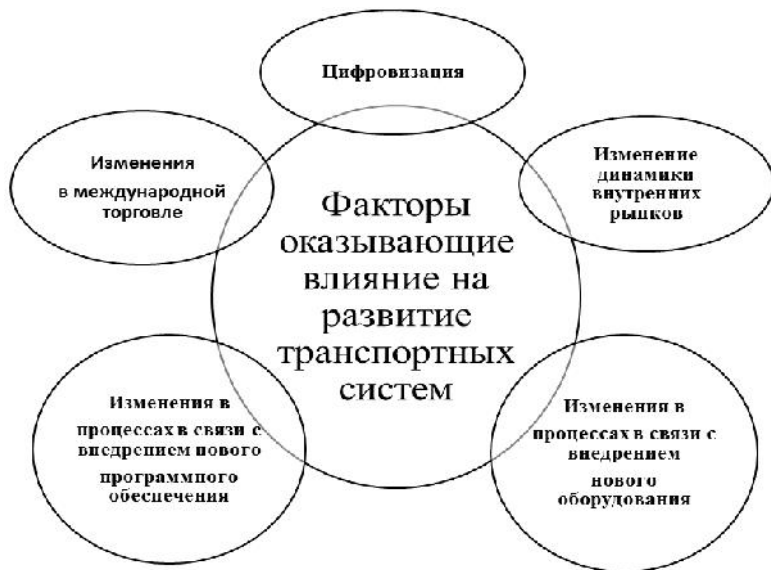 Цифровизация
Изменения
в международной
торговле
Изменение
динамики
внутренних
рынков
Факторы
оказывающие
влияние на
развитие
транспортных
систем
Изменения в
процессах в связи с
внедрением нового
программного
обеспечения
Изменения в
процессах в связи с
внедрением
нового
оборудования